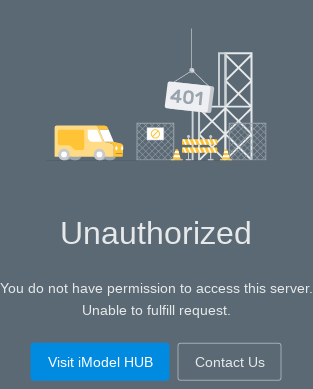 401
Unauthorized
You do not have permission to access this server.
Unable to fulfill request.
Visit iModel HUB
Contact Us